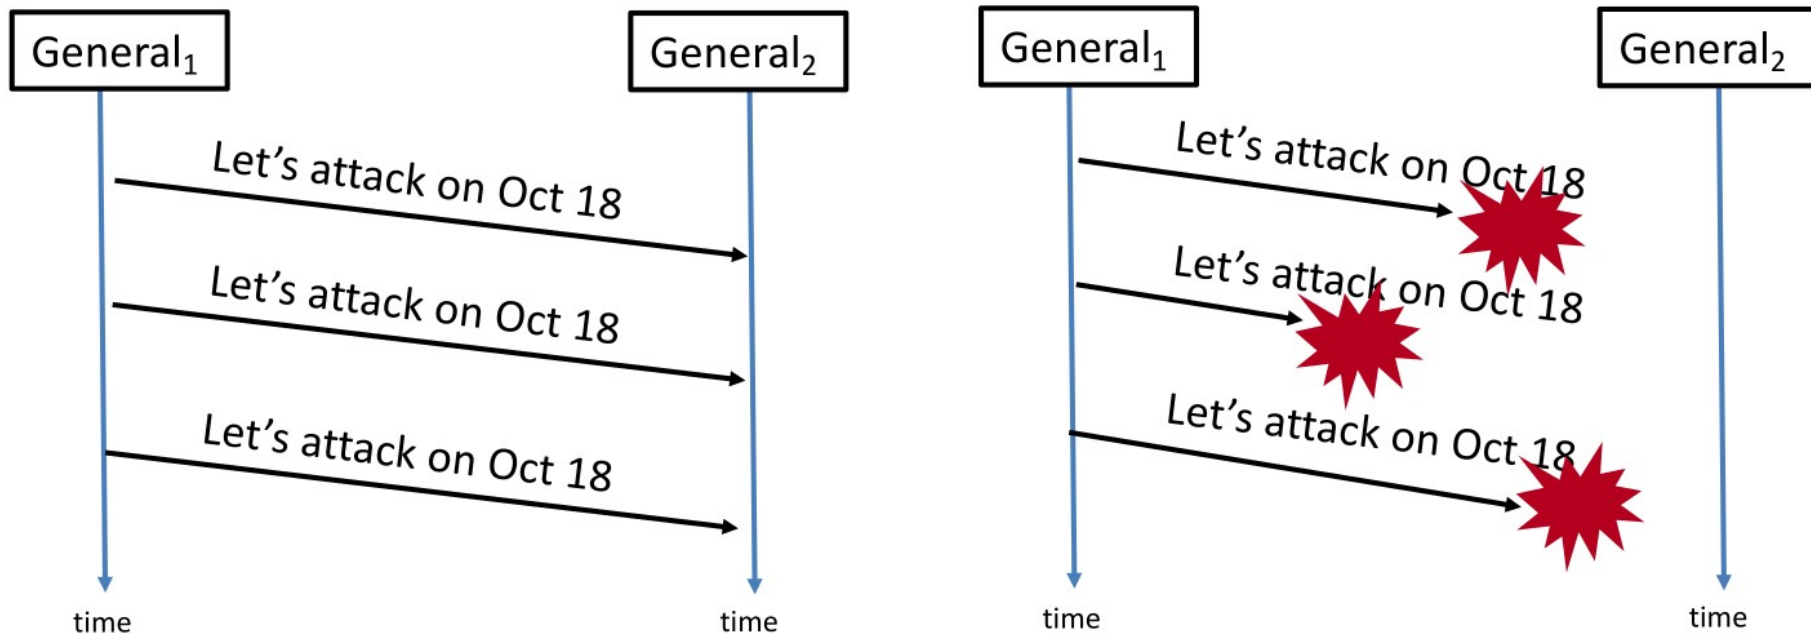 General₁
General₂
Let's attack on Oct 18
Let's attack on Oct 18
Let's attack on Oct 18
time
time
General₁
General₂
Let's attack on Oct 18
Let's attack on Oct 18
Let's attack on Oct 18
time
time